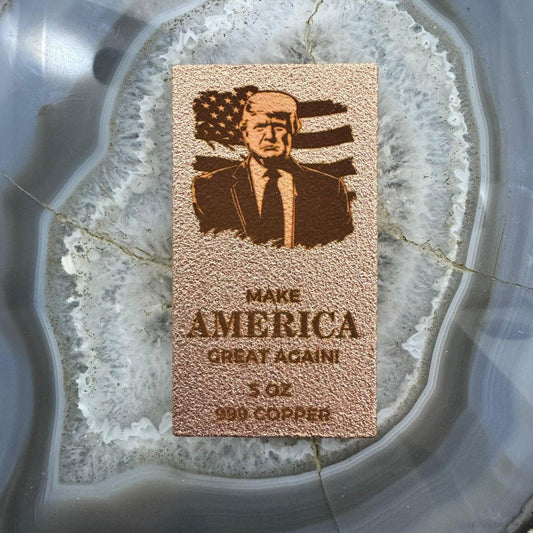 MAKE
AMERICA
GREAT AGAIN!
5 OZ
999 COPPER